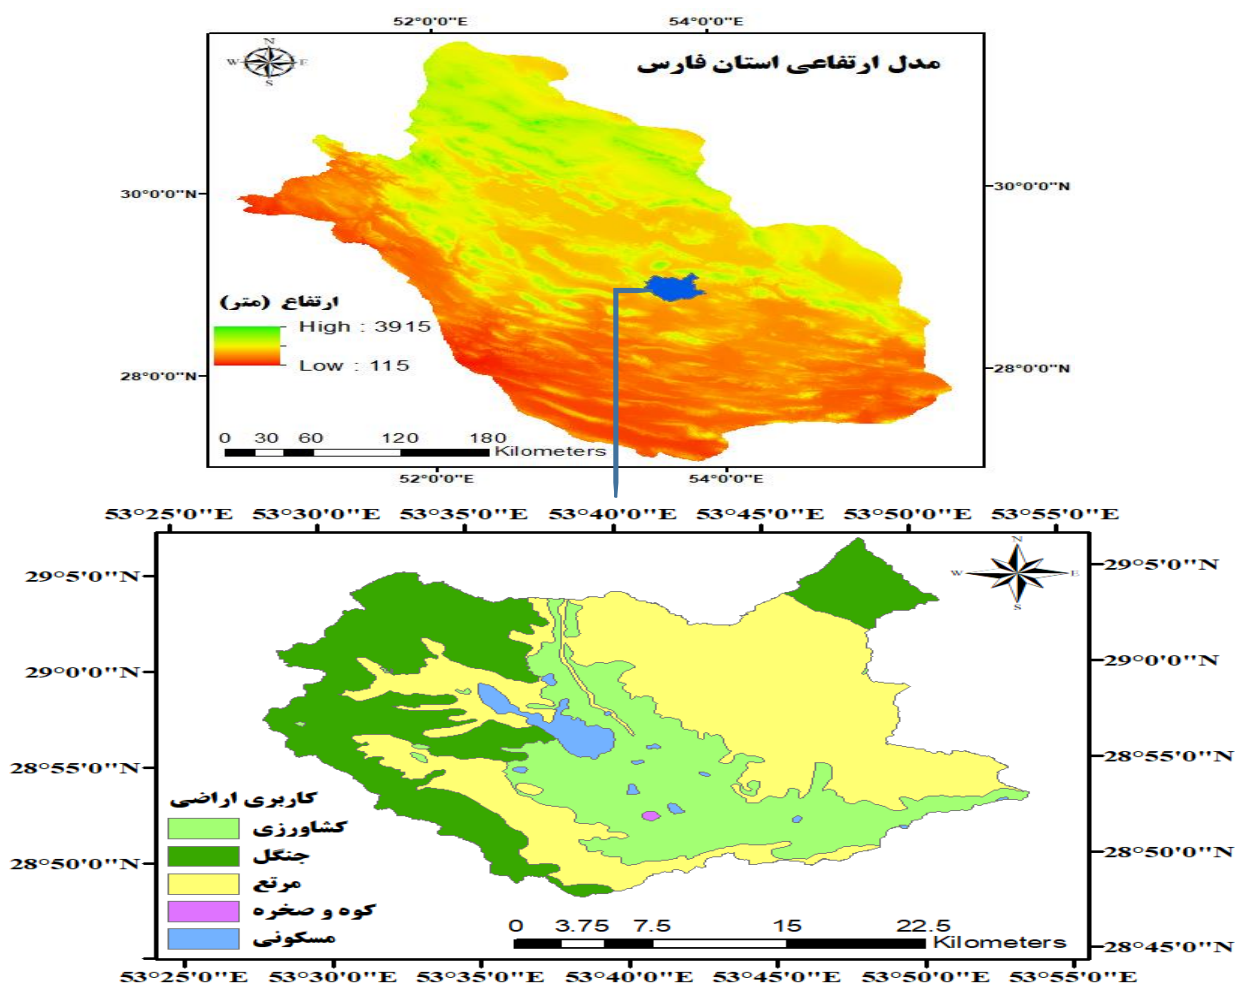 52°0'0"E 54°0'0"E
N
W E
S
مدل ارتفاعی استان فارس
30°0'0"N 30°0'0"N
ارتفاع (متر)
High : 3915
Low : 115
28°0'0"N 28°0'0"N
0 30 60 120 180
Kilometers
52°0'0"E 54°0'0"E
53°25'0"E 53°30'0"E 53°35'0"E 53°40'0"E 53°45'0"E 53°50'0"E 53°55'0"E
N
W E
S
29°5'0"N 29°5'0"N
29°0'0"N 29°0'0"N
28°55'0"N 28°55'0"N
کاربری اراضی
کشاورزی
جنگل
مرتع
کوه و صخره
مسکونی
28°50'0"N 28°50'0"N
0 3.75 7.5 15 22.5
Kilometers
28°45'0"N
53°25'0"E 53°30'0"E 53°35'0"E 53°40'0"E 53°45'0"E 53°50'0"E 53°55'0"E